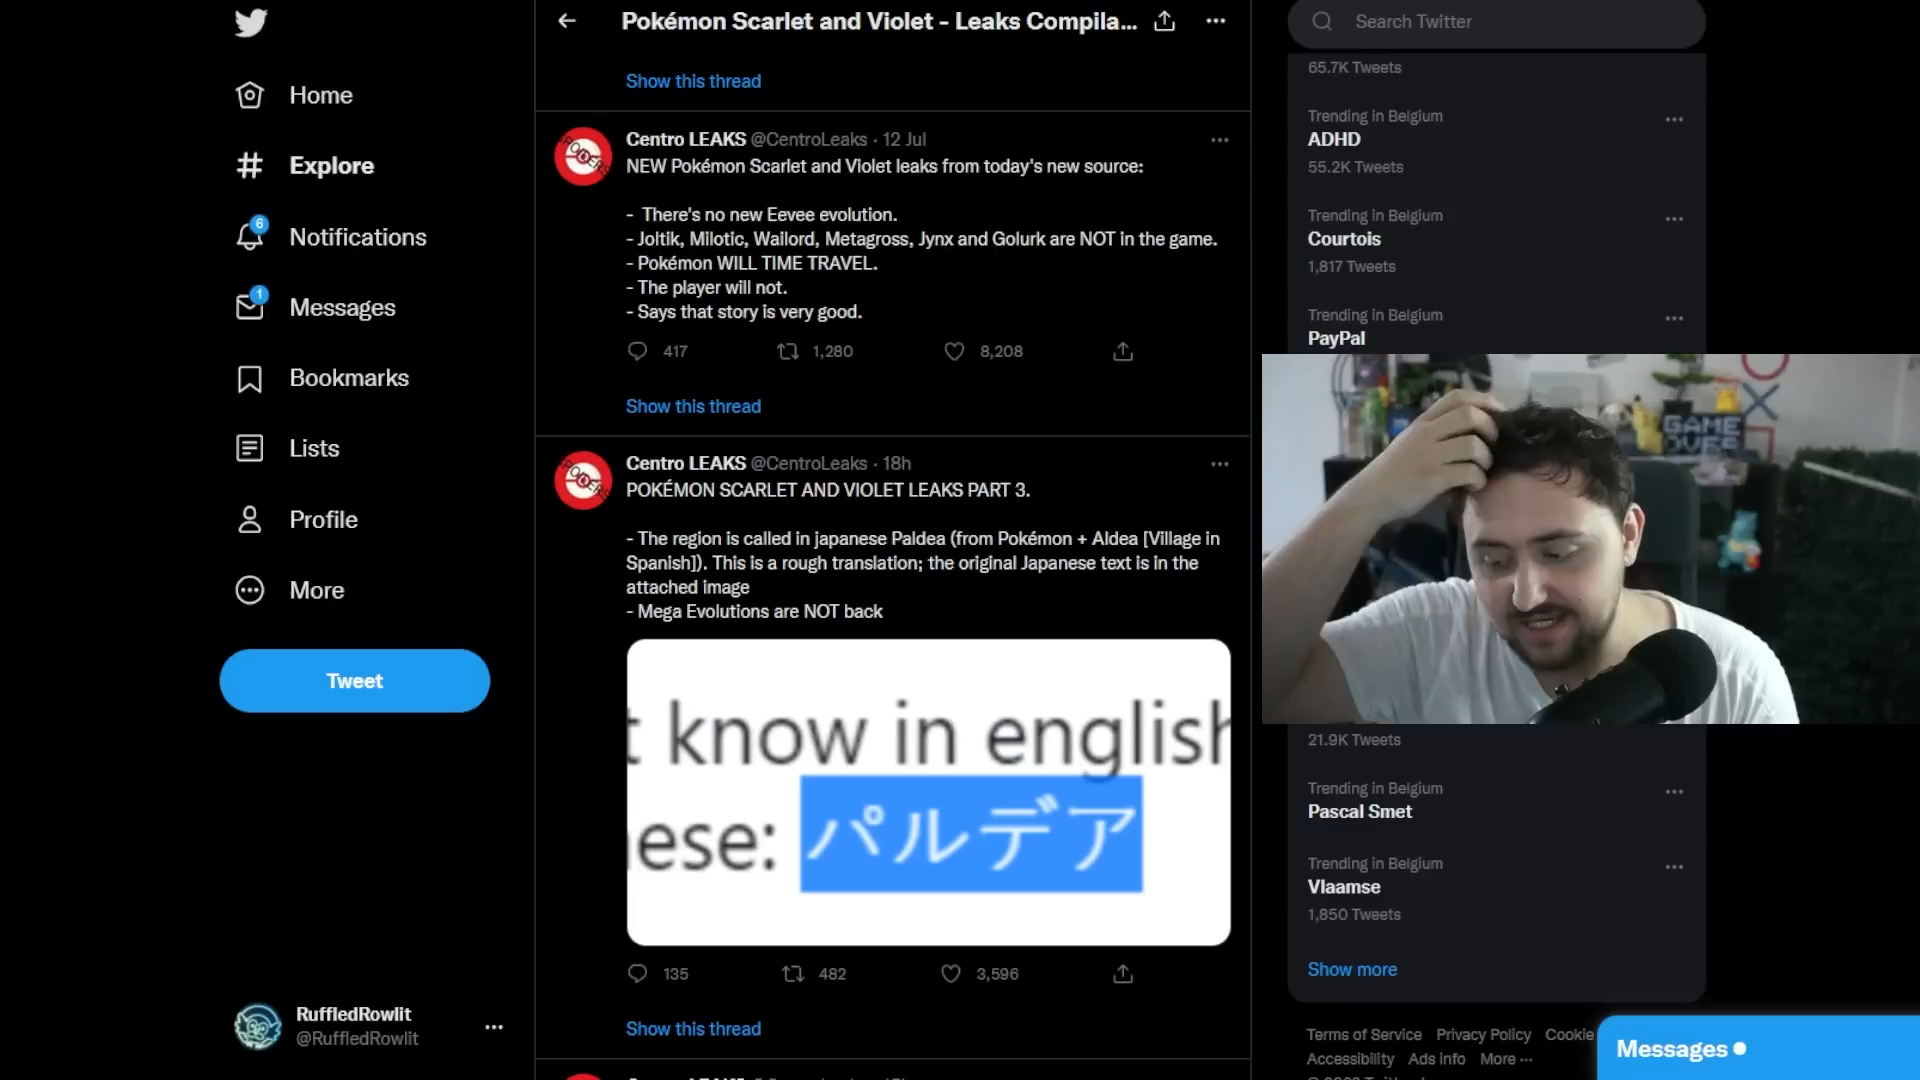 Home
Explore
6
Notifications
1
Messages
Bookmarks
Lists
Profile
More
Tweet
RuffledRowlit
@RuffledRowlit
Pokémon Scarlet and Violet - Leaks Compila...
Show this thread
Centro LEAKS @CentroLeaks · 12 Jul
NEW Pokémon Scarlet and Violet leaks from today's new source:
- There's no new Eevee evolution.
- Joltik, Milotic, Wailord, Metagross, Jynx and Golurk are NOT in the game.
- Pokémon WILL TIME TRAVEL.
- The player will not.
- Says that story is very good.
417 1,280 8,208
Show this thread
Centro LEAKS @CentroLeaks · 18h
POKÉMON SCARLET AND VIOLET LEAKS PART 3.
- The region is called in japanese Paldea (from Pokémon + Aldea [Village in
Spanish]). This is a rough translation; the original Japanese text is in the
attached image
- Mega Evolutions are NOT back
t know in english
ese: パルデア
135 482 3,596
Show this thread
Search Twitter
65.7K Tweets
Trending in Belgium
ADHD
55.2K Tweets
Trending in Belgium
Courtois
1,817 Tweets
Trending in Belgium
PayPal
GAME
OVER
21.9K Tweets
Trending in Belgium
Pascal Smet
Trending in Belgium
Vlaamse
1,850 Tweets
Show more
Terms of Service Privacy Policy Cookie
Accessibility Ads info More ···
Messages